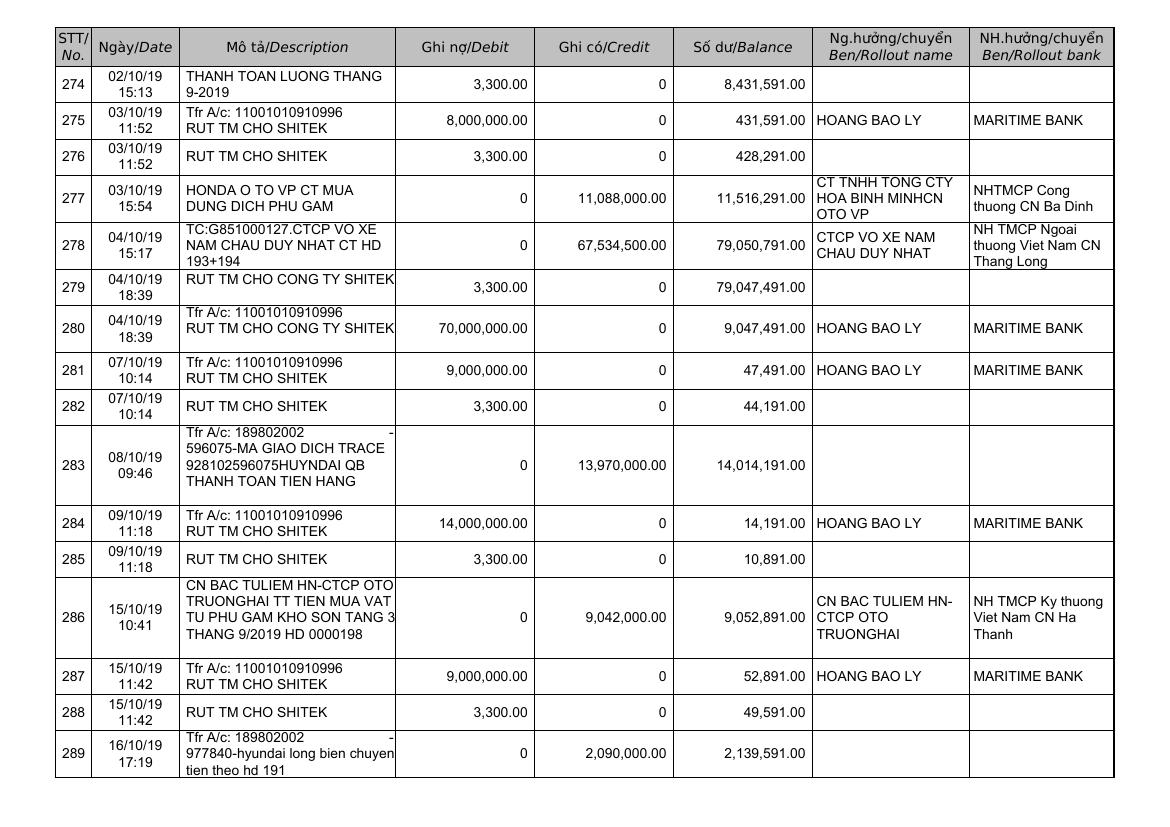 STT/ Ngày/Date Mô tả/Description Ghi nợ/Debit Ghi có/Credit Số dư/Balance Ng.hưởng/chuyển NH.hưởng/chuyển
No. Ben/Rollout name Ben/Rollout bank
274 02/10/19 15:13 THANH TOAN LUONG THANG 3,300.00 0 8,431,591.00
9-2019
275 03/10/19 11:52 Tfr A/c: 11001010910996 8,000,000.00 0 431,591.00 HOANG BAO LY MARITIME BANK
RUT TM CHO SHITEK
276 03/10/19 11:52 RUT TM CHO SHITEK 3,300.00 0 428,291.00
277 03/10/19 15:54 HONDA O TO VP CT MUA
DUNG DICH PHU GAM
0 11,088,000.00 11,516,291.00
CT TNHH TONG CTY
HOA BINH MINHCN
OTO VP
NHTMCP Cong
thuong CN Ba Dinh
278 04/10/19 15:17 TC:G851000127.CTCP VO XE
NAM CHAU DUY NHAT CT HD
193+194
0 67,534,500.00 79,050,791.00
CTCP VO XE NAM
CHAU DUY NHAT
NH TMCP Ngoai
thuong Viet Nam CN
Thang Long
279 04/10/19 18:39 RUT TM CHO CONG TY SHITEK 3,300.00 0 79,047,491.00
280 04/10/19 18:39 Tfr A/c: 11001010910996
RUT TM CHO CONG TY SHITEK 70,000,000.00 0 9,047,491.00 HOANG BAO LY MARITIME BANK
281 07/10/19 10:14 Tfr A/c: 11001010910996
RUT TM CHO SHITEK 9,000,000.00 0 47,491.00 HOANG BAO LY MARITIME BANK
282 07/10/19 10:14 RUT TM CHO SHITEK 3,300.00 0 44,191.00
283 08/10/19 09:46 Tfr A/c: 189802002 -
596075-MA GIAO DICH TRACE
928102596075HUYNDAI QB
THANH TOAN TIEN HANG
0 13,970,000.00 14,014,191.00
284 09/10/19 11:18 Tfr A/c: 11001010910996
RUT TM CHO SHITEK 14,000,000.00 0 14,191.00 HOANG BAO LY MARITIME BANK
285 09/10/19 11:18 RUT TM CHO SHITEK 3,300.00 0 10,891.00
286 15/10/19 10:41 CN BAC TULIEM HN-CTCP OTO
TRUONGHAI TT TIEN MUA VAT
TU PHU GAM KHO SON TANG 3
THANG 9/2019 HD 0000198
0 9,042,000.00 9,052,891.00
CN BAC TULIEM HN-
CTCP OTO
TRUONGHAI
NH TMCP Ky thuong
Viet Nam CN Ha
Thanh
287 15/10/19 11:42 Tfr A/c: 11001010910996
RUT TM CHO SHITEK 9,000,000.00 0 52,891.00 HOANG BAO LY MARITIME BANK
288 15/10/19 11:42 RUT TM CHO SHITEK 3,300.00 0 49,591.00
289 16/10/19 17:19 Tfr A/c: 189802002 -
977840-hyundai long bien chuyen
tien theo hd 191
0 2,090,000.00 2,139,591.00